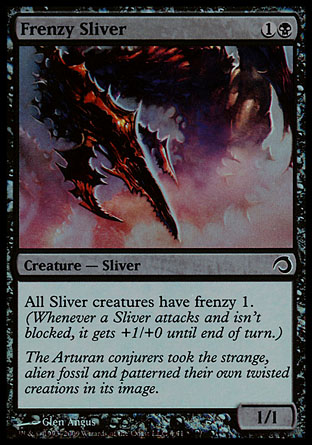 Frenzy Sliver 1
Creature — Sliver
All Sliver creatures have frenzy 1.
(Whenever a Sliver attacks and isn't
blocked, it gets +1/+0 until end of turn.)
The Arturan conjurers took the strange,
alien fossil and patterned their own twisted
creations in its image.
Glen Angus
1/1